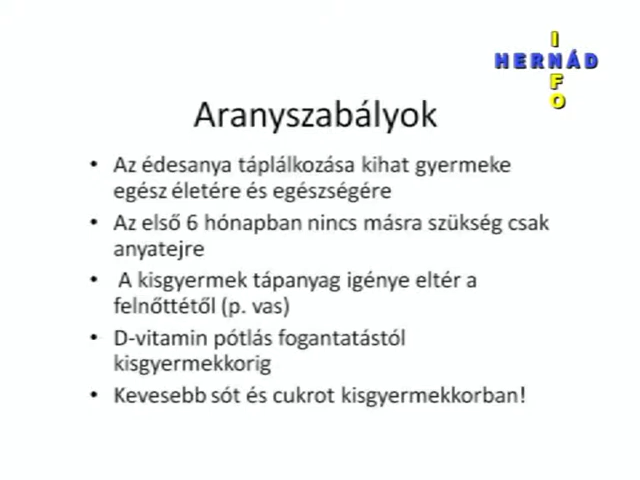 I
HERNÁD
F
O
Aranyszabályok
• Az édesanya táplálkozása kihat gyermeke
egész életére és egészségére
• Az első 6 hónapban nincs másra szükség csak
anyatejre
• A kisgyermek tápanyag igénye eltér a
felnőttétől (p. vas)
• D-vitamin pótlás fogantatástól
kisgyermekkorig
• Kevesebb sót és cukrot kisgyermekkorban!